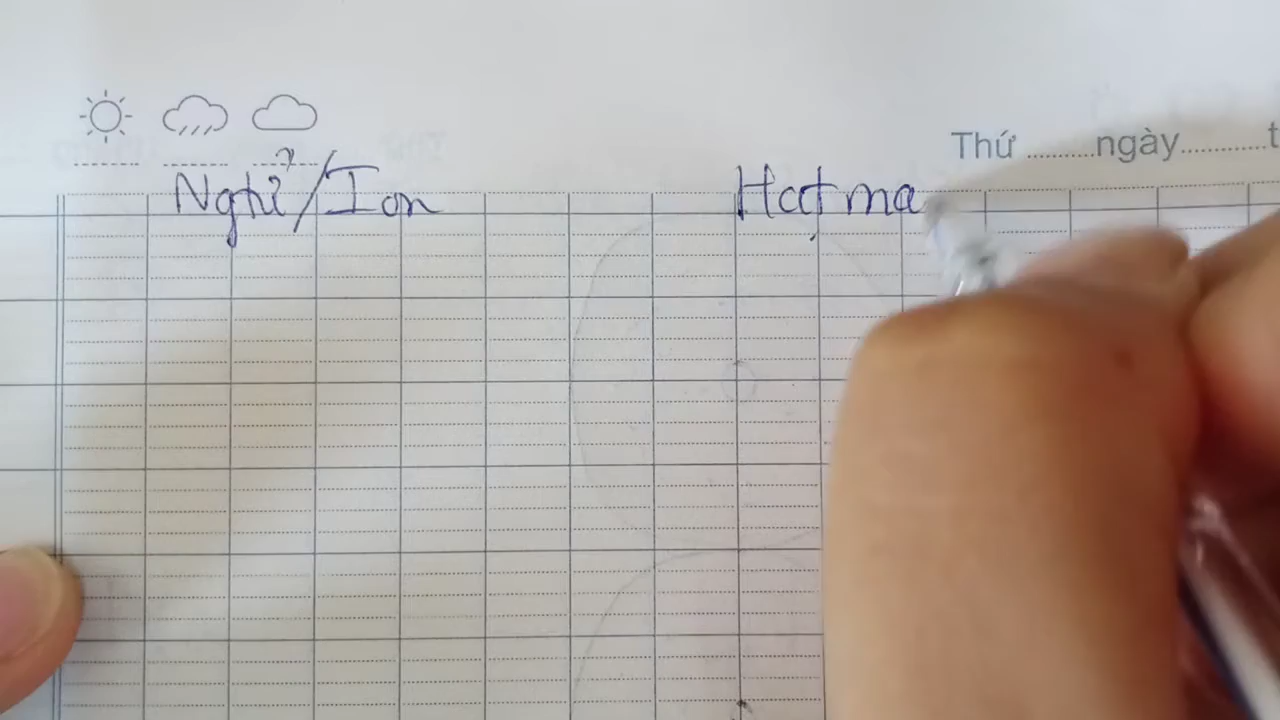 Thứ ..........ngày............t
Nghỉ/Ion Hạt ma